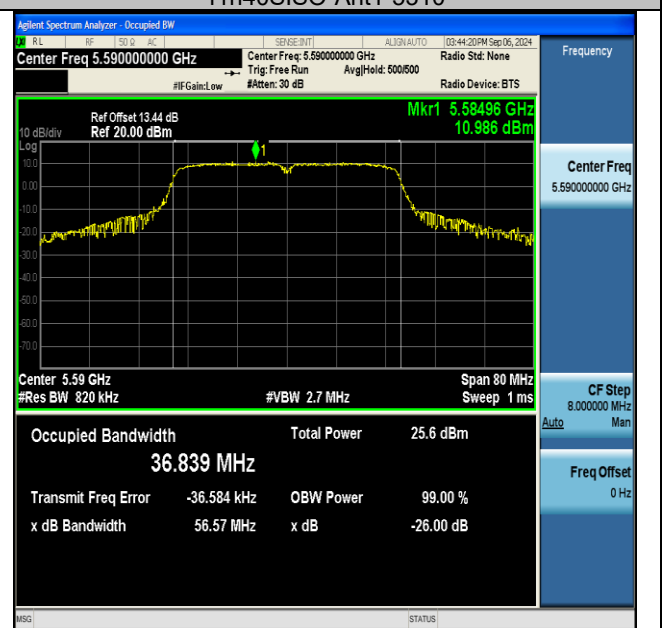 Agilent Spectrum Analyzer - Occupied BW
RL RF 50 Ω AC SENSE:INT ALIGN AUTO 03:44:20 PM Sep 06, 2024
Center Freq 5.590000000 GHz Center Freq: 5.590000000 GHz Radio Std: None
Trig: Free Run Avg|Hold: 500/500
#IFGain:Low #Atten: 30 dB Radio Device: BTS
Frequency
Ref Offset 13.44 dB Mkr1 5.58496 GHz
10 dB/div Ref 20.00 dBm 10.986 dBm
Log
1
10.0
0.00
-10.0
-20.0
-30.0
-40.0
-50.0
-60.0
-70.0
Center Freq
5.590000000 GHz
Center 5.59 GHz Span 80 MHz
#Res BW 820 kHz #VBW 2.7 MHz Sweep 1 ms
CF Step
8.000000 MHz
Auto Man
Occupied Bandwidth Total Power 25.6 dBm
36.839 MHz
Transmit Freq Error -36.584 kHz OBW Power 99.00 %
x dB Bandwidth 56.57 MHz x dB -26.00 dB
Freq Offset
0 Hz
MSG STATUS